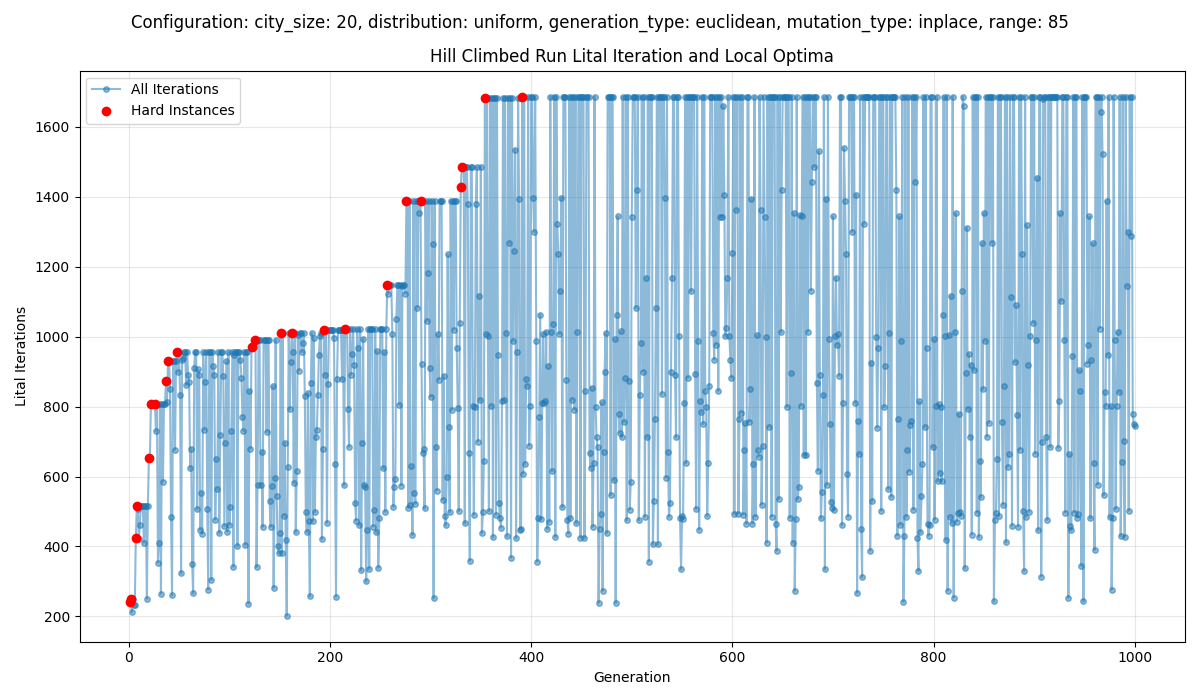 Configuration: city_size: 20, distribution: uniform, generation_type: euclidean, mutation_type: inplace, range: 85
Hill Climbed Run Lital Iteration and Local Optima
All Iterations
Hard Instances
Lital Iterations
1600
1400
1200
1000
800
600
400
200
0 200 400 600 800 1000
Generation